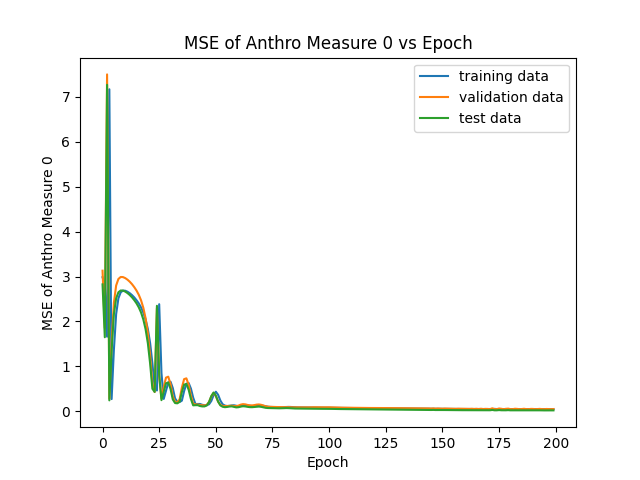 MSE of Anthro Measure 0 vs Epoch
training data
validation data
test data
MSE of Anthro Measure 0
7
6
5
4
3
2
1
0
0 25 50 75 100 125 150 175 200
Epoch